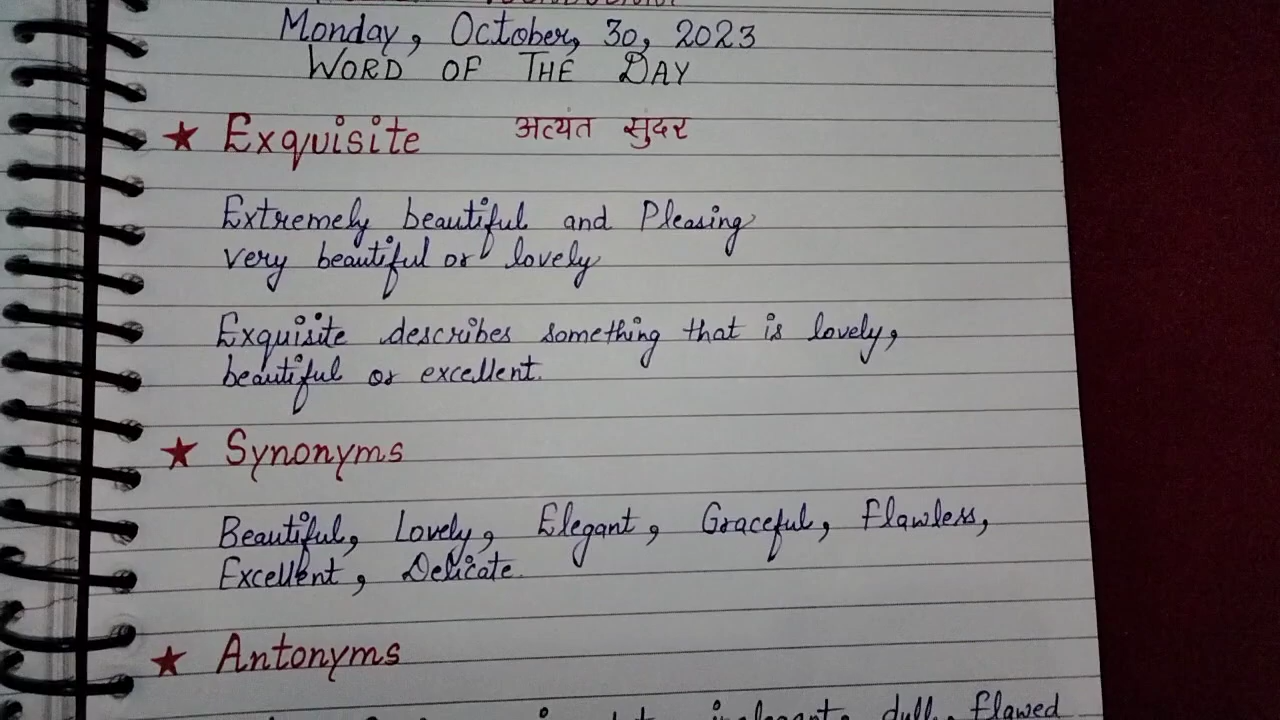 Monday, October, 30, 2023
WORD OF THE DAY
★ Exquisite अत्यंत सुंदर
Extremely beautiful and Pleasing
very beautiful or lovely
Exquisite describes something that is lovely,
beautiful or excellent.
★ Synonyms
Beautiful, Lovely, Elegant, Graceful, Flawless,
Excellent, Delicate.
★ Antonyms
inelegant, dull, flawed